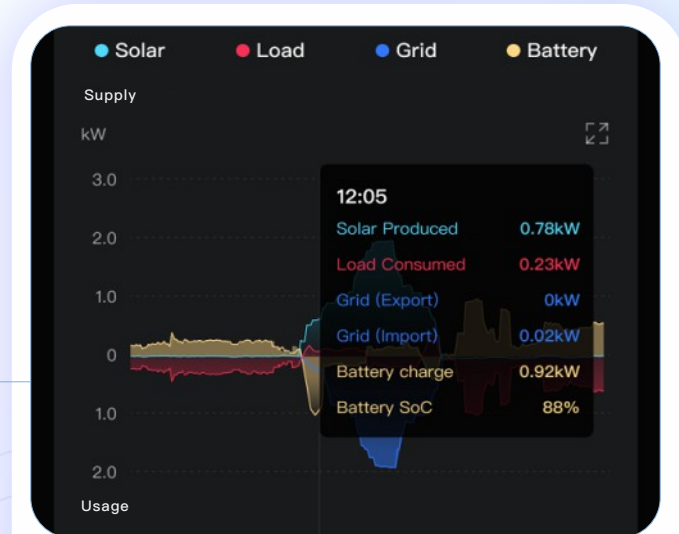 Solar Load Grid Battery
Supply
kW
3.0
12:05
Solar Produced 0.78kW
2.0
Load Consumed 0.23kW
1.0
Grid (Export) 0kW
Grid (Import) 0.02kW
0
Battery charge 0.92kW
Battery SoC 88%
1.0
2.0
Usage